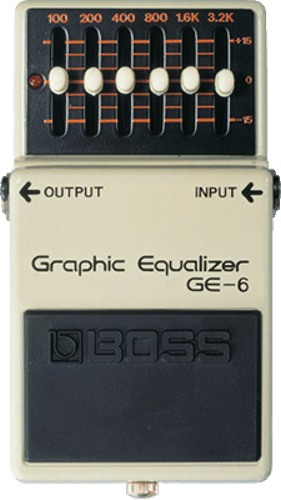 100 200 400 800 1.6K 3.2K
+15
0
-15
←OUTPUT INPUT←
Graphic Equalizer
GE-6
BOSS